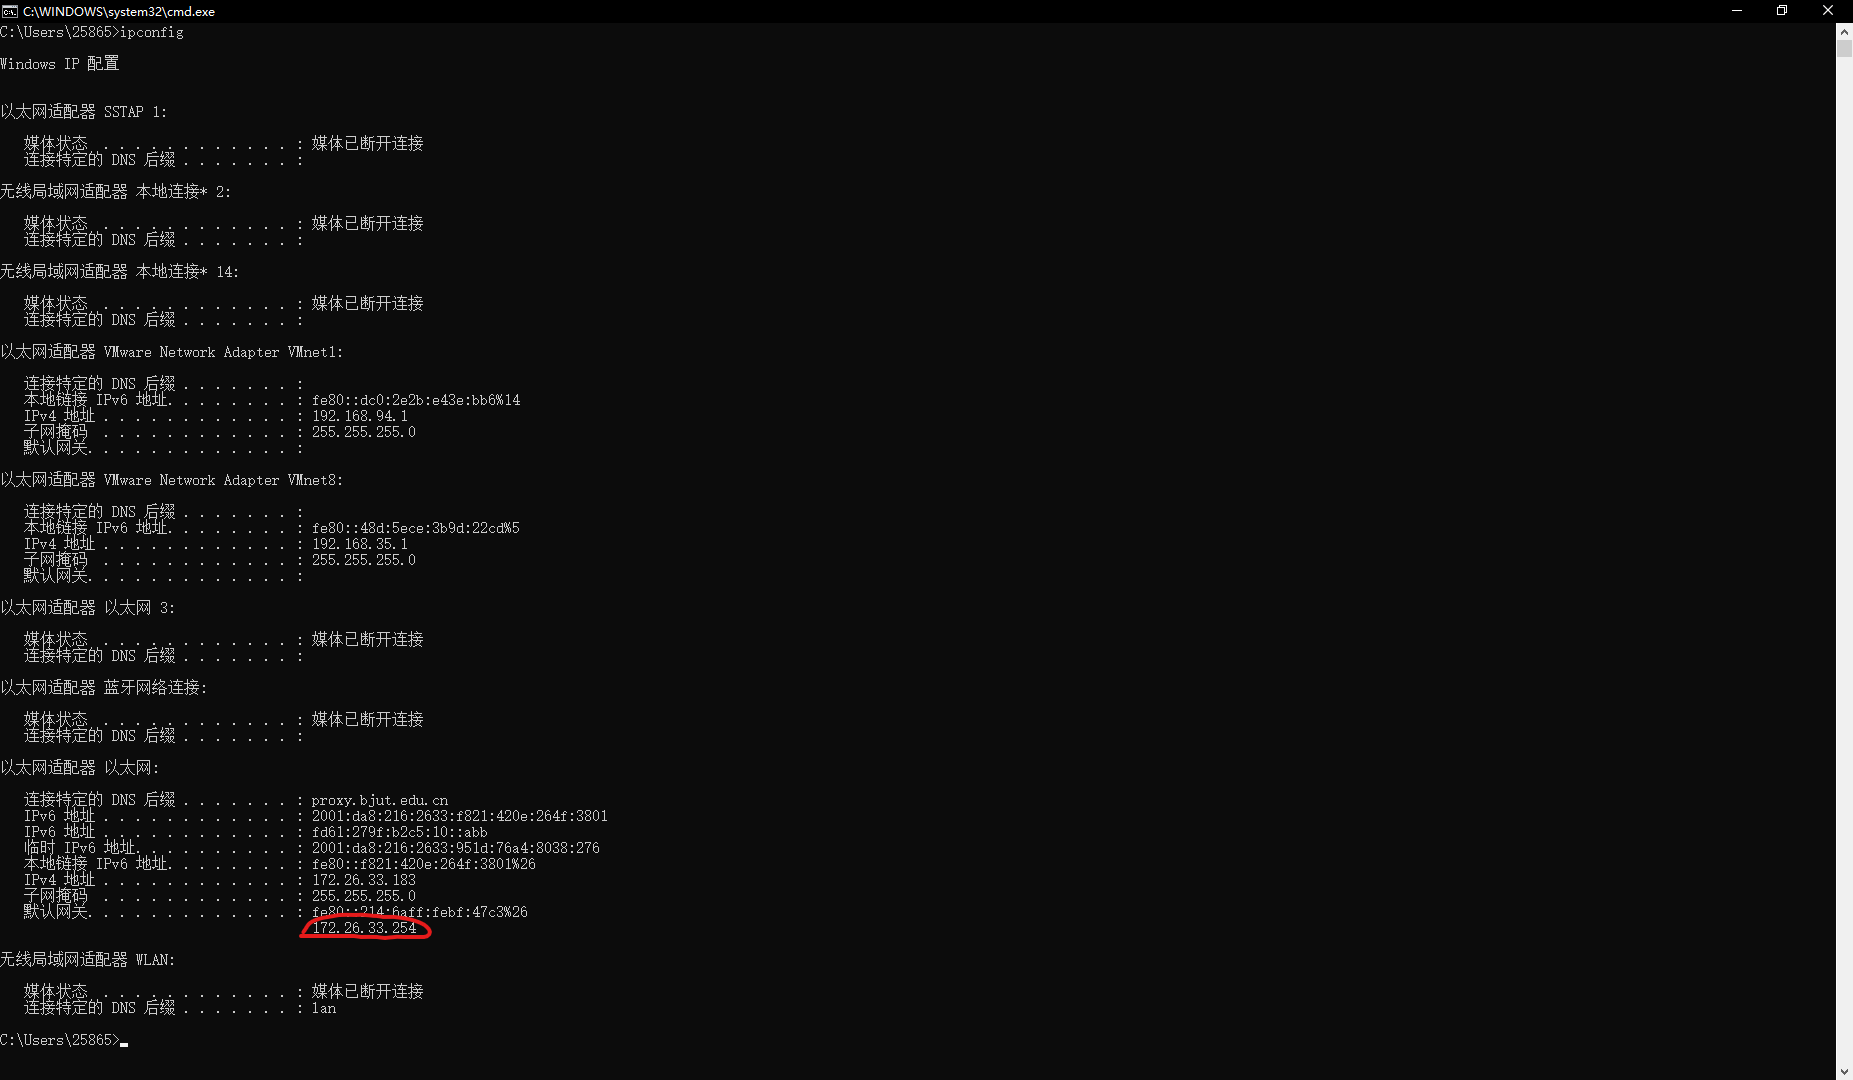 C:\WINDOWS\system32\cmd.exe
C:\Users\25865>ipconfig
Windows IP 配置
以太网适配器 SSTAP 1:
媒体状态 . . . . . . . . . . . . : 媒体已断开连接
连接特定的 DNS 后缀 . . . . . . . :
无线局域网适配器 本地连接* 2:
媒体状态 . . . . . . . . . . . . : 媒体已断开连接
连接特定的 DNS 后缀 . . . . . . . :
无线局域网适配器 本地连接* 14:
媒体状态 . . . . . . . . . . . . : 媒体已断开连接
连接特定的 DNS 后缀 . . . . . . . :
以太网适配器 VMware Network Adapter VMnet1:
连接特定的 DNS 后缀 . . . . . . . :
本地链接 IPv6 地址. . . . . . . . : fe80::dc0:2e2b:e43e:bb6%14
IPv4 地址 . . . . . . . . . . . . : 192.168.94.1
子网掩码 . . . . . . . . . . . . : 255.255.255.0
默认网关. . . . . . . . . . . . . :
以太网适配器 VMware Network Adapter VMnet8:
连接特定的 DNS 后缀 . . . . . . . :
本地链接 IPv6 地址. . . . . . . . : fe80::48d:5ece:3b9d:22cd%5
IPv4 地址 . . . . . . . . . . . . : 192.168.35.1
子网掩码 . . . . . . . . . . . . : 255.255.255.0
默认网关. . . . . . . . . . . . . :
以太网适配器 以太网 3:
媒体状态 . . . . . . . . . . . . : 媒体已断开连接
连接特定的 DNS 后缀 . . . . . . . :
以太网适配器 蓝牙网络连接:
媒体状态 . . . . . . . . . . . . : 媒体已断开连接
连接特定的 DNS 后缀 . . . . . . . :
以太网适配器 以太网:
连接特定的 DNS 后缀 . . . . . . . : proxy.bjut.edu.cn
IPv6 地址 . . . . . . . . . . . . : 2001:da8:216:2633:f821:420e:264f:3801
IPv6 地址 . . . . . . . . . . . . : fd61:279f:b2c5:10::abb
临时 IPv6 地址. . . . . . . . . . : 2001:da8:216:2633:951d:76a4:8038:276
本地链接 IPv6 地址. . . . . . . . : fe80::f821:420e:264f:3801%26
IPv4 地址 . . . . . . . . . . . . : 172.26.33.183
子网掩码 . . . . . . . . . . . . : 255.255.255.0
默认网关. . . . . . . . . . . . . : fe80::214:6aff:febf:47c3%26
172.26.33.254
无线局域网适配器 WLAN:
媒体状态 . . . . . . . . . . . . : 媒体已断开连接
连接特定的 DNS 后缀 . . . . . . . : lan
C:\Users\25865>